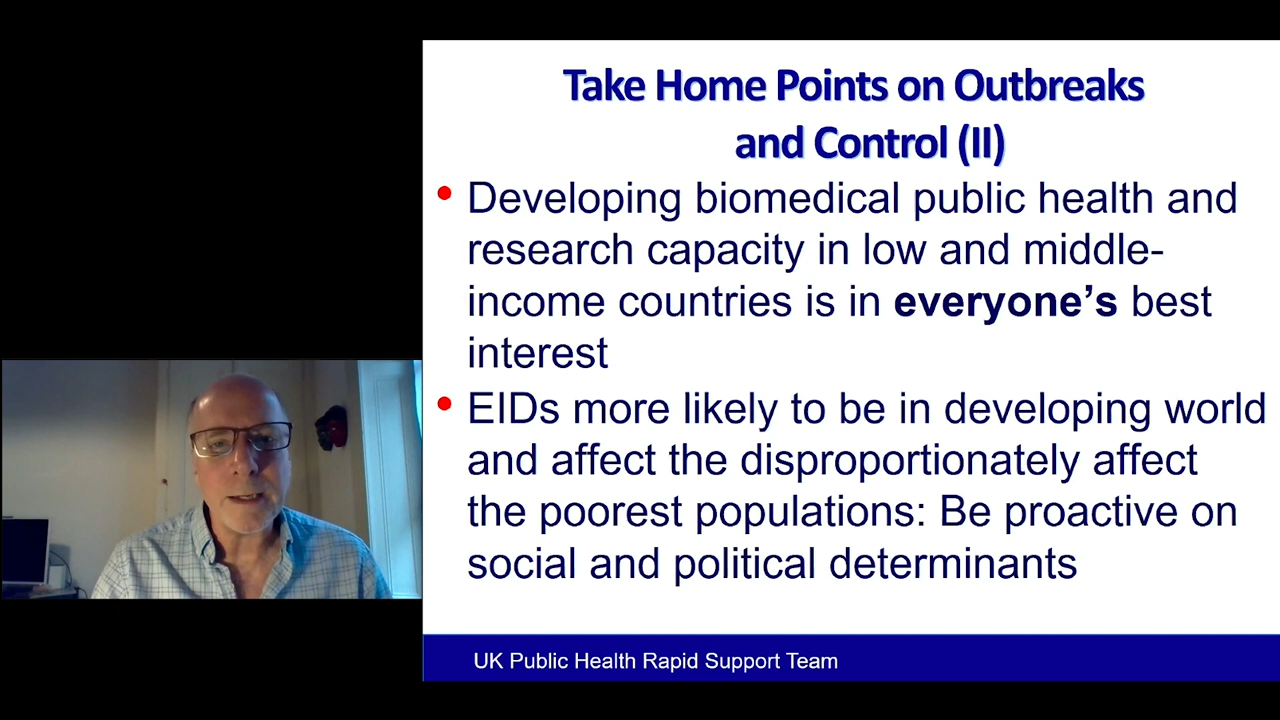 Take Home Points on Outbreaks
and Control (II)
• Developing biomedical public health and
research capacity in low and middle-
income countries is in everyone's best
interest
• EIDs more likely to be in developing world
and affect the disproportionately affect
the poorest populations: Be proactive on
social and political determinants
UK Public Health Rapid Support Team